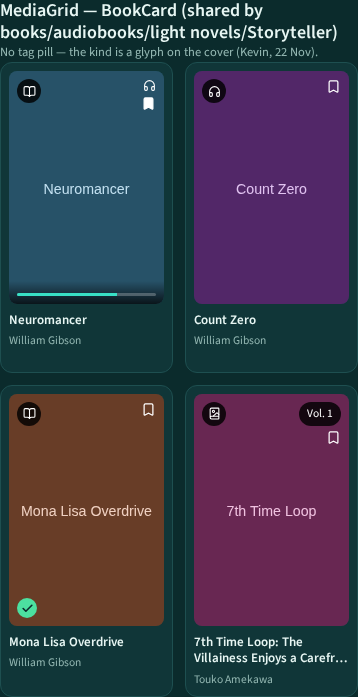 MediaGrid — BookCard (shared by
books/audiobooks/light novels/Storyteller)
No tag pill — the kind is a glyph on the cover (Kevin, 22 Nov).
Neuromancer
Neuromancer
William Gibson
Count Zero
Count Zero
William Gibson
Mona Lisa Overdrive
Mona Lisa Overdrive
William Gibson
Vol. 1
7th Time Loop
7th Time Loop: The
Villainess Enjoys a Carefr...
Touko Amekawa